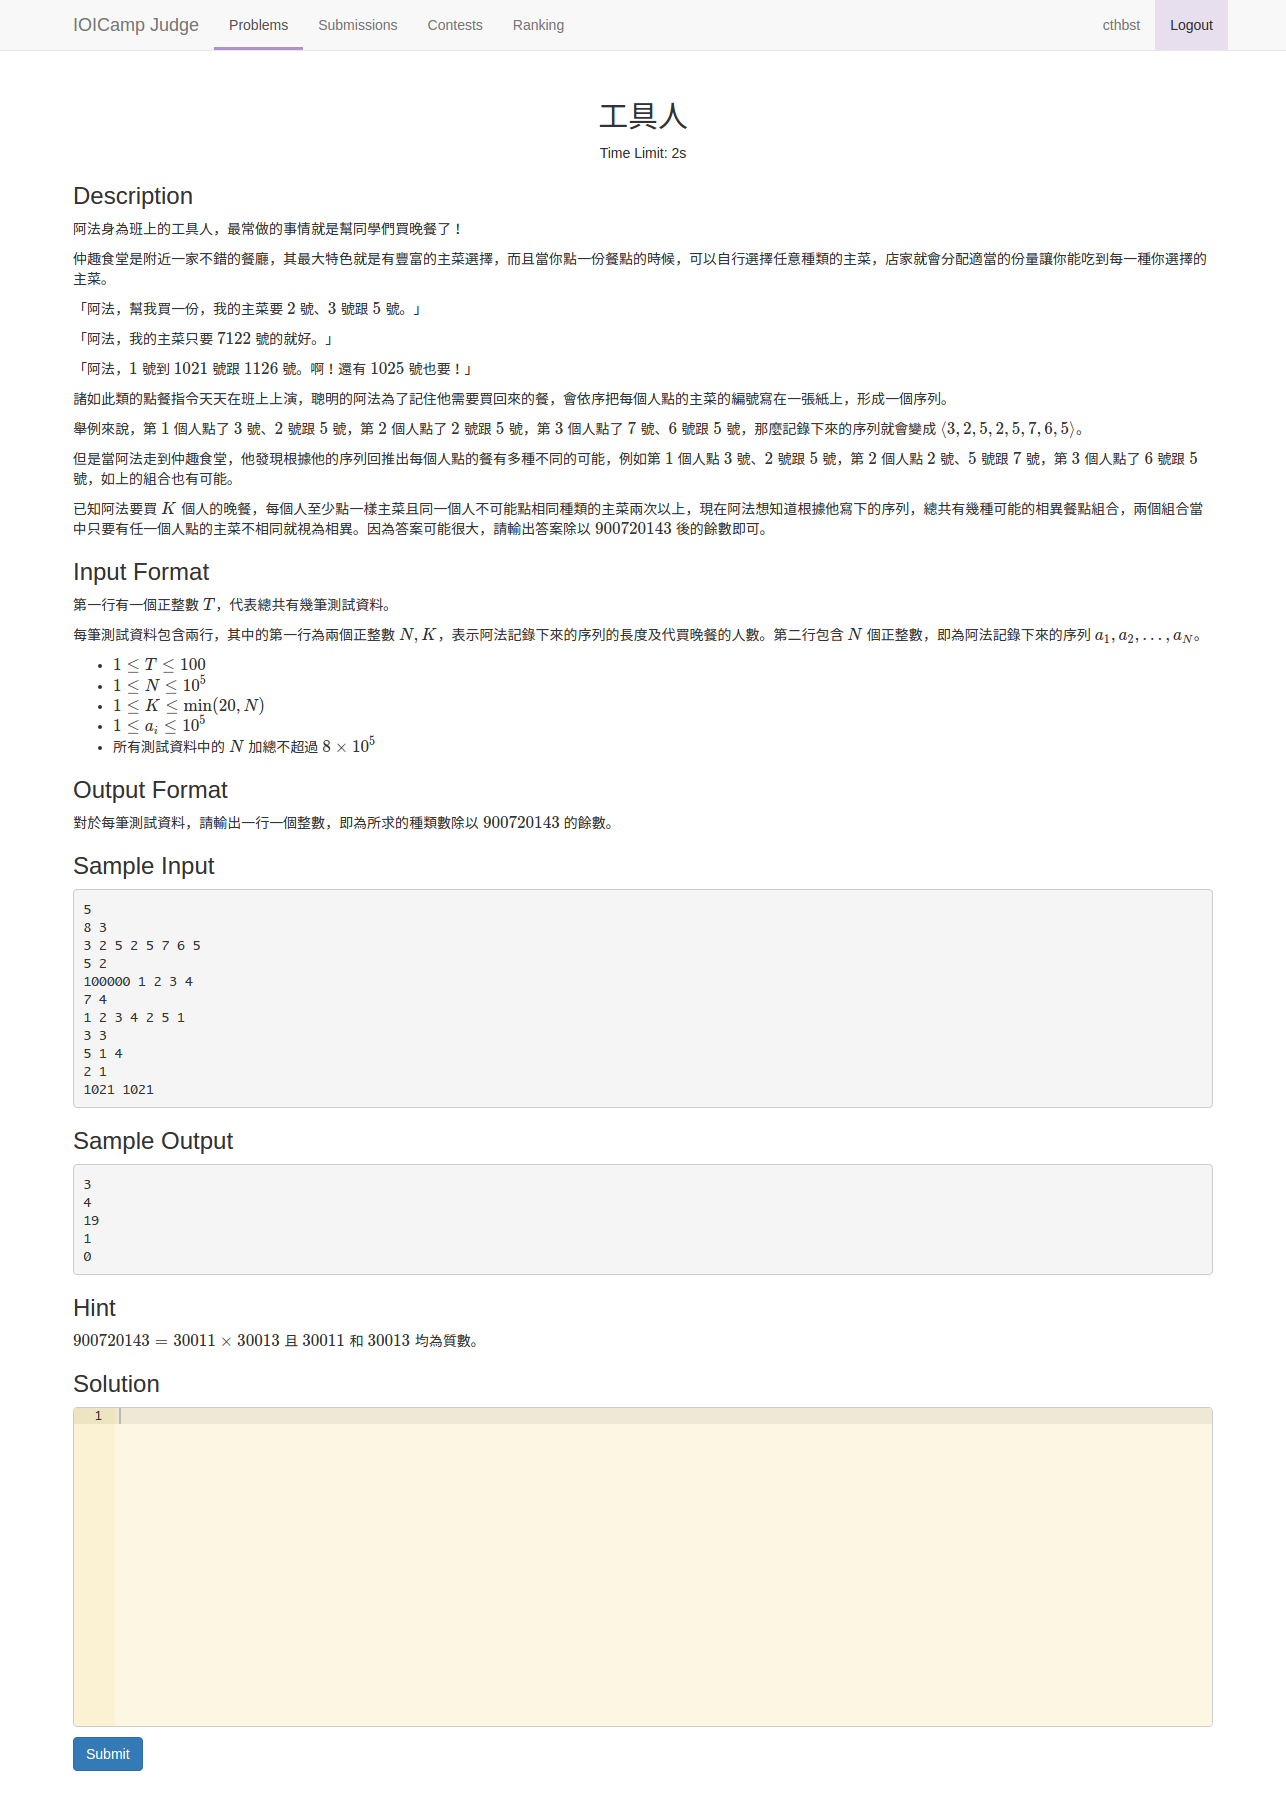 IOICamp Judge Problems Submissions Contests Ranking cthbst Logout
工具人
Time Limit: 2s
Description
阿法身為班上的工具人，最常做的事情就是幫同學們買晚餐了！
仲趣食堂是附近一家不錯的餐廳，其最大特色就是有豐富的主菜選擇，而且當你點一份餐點的時候，可以自行選擇任意種類的主菜，店家就會分配適當的份量讓你能吃到每一種你選擇的
主菜。
「阿法，幫我買一份，我的主菜要 2 號、3 號跟 5 號。」
「阿法，我的主菜只要 7122 號的就好。」
「阿法，1 號到 1021 號跟 1126 號。啊！還有 1025 號也要！」
諸如此類的點餐指令天天在班上上演，聰明的阿法為了記住他需要買回來的餐，會依序把每個人點的主菜的編號寫在一張紙上，形成一個序列。
舉例來說，第 1 個人點了 3 號、2 號跟 5 號，第 2 個人點了 2 號跟 5 號，第 3 個人點了 7 號、6 號跟 5 號，那麼記錄下來的序列就會變成 ⟨3, 2, 5, 2, 5, 7, 6, 5⟩。
但是當阿法走到仲趣食堂，他發現根據他的序列回推出每個人點的餐有多種不同的可能，例如第 1 個人點 3 號、2 號跟 5 號，第 2 個人點 2 號、5 號跟 7 號，第 3 個人點了 6 號跟 5
號，如上的組合也有可能。
已知阿法要買 K 個人的晚餐，每個人至少點一樣主菜且同一個人不可能點相同種類的主菜兩次以上，現在阿法想知道根據他寫下的序列，總共有幾種可能的相異餐點組合，兩個組合當
中只要有任一個人點的主菜不相同就視為相異。因為答案可能很大，請輸出答案除以 900720143 後的餘數即可。
Input Format
第一行有一個正整數 T，代表總共有幾筆測試資料。
每筆測試資料包含兩行，其中的第一行為兩個正整數 N, K，表示阿法記錄下來的序列的長度及代買晚餐的人數。第二行包含 N 個正整數，即為阿法記錄下來的序列 a₁, a₂, …, a_N。
• 1 ≤ T ≤ 100
• 1 ≤ N ≤ 10⁵
• 1 ≤ K ≤ min(20, N)
• 1 ≤ aᵢ ≤ 10⁵
• 所有測試資料中的 N 加總不超過 8 × 10⁵
Output Format
對於每筆測試資料，請輸出一行一個整數，即為所求的種類數除以 900720143 的餘數。
Sample Input
5
8 3
3 2 5 2 5 7 6 5
5 2
100000 1 2 3 4
7 4
1 2 3 4 2 5 1
3 3
5 1 4
2 1
1021 1021
Sample Output
3
4
19
1
0
Hint
900720143 = 30011 × 30013 且 30011 和 30013 均為質數。
Solution
1
Submit